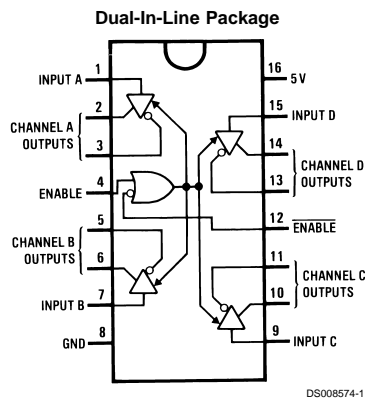 Dual-In-Line Package
INPUT A 1
2
CHANNEL A
OUTPUTS
3
ENABLE 4
5
CHANNEL B
OUTPUTS
6
INPUT B 7
GND 8
16 5 V
15 INPUT D
14
CHANNEL D
OUTPUTS
13
12 ENABLE
11
CHANNEL C
OUTPUTS
10
9 INPUT C
DS008574-1